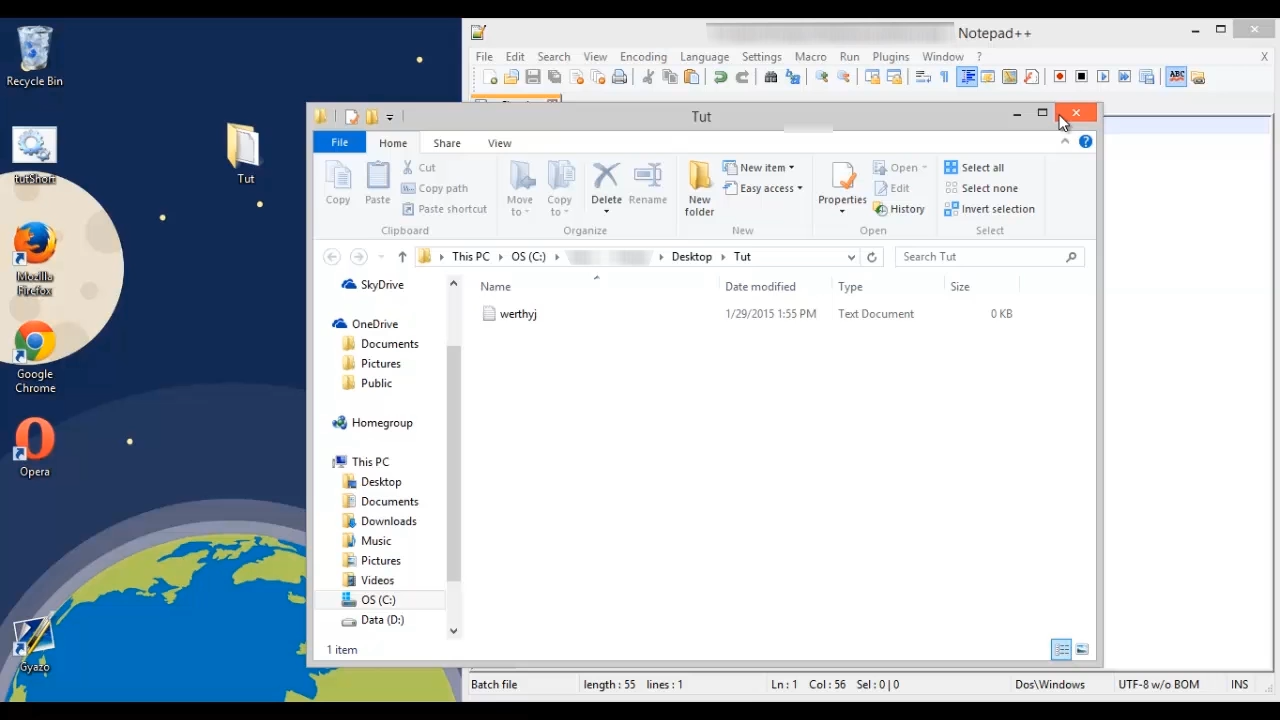 Recycle Bin
tutShort
Mozilla
Firefox
Google
Chrome
Opera
Gyazo
Tut
Notepad++
File Edit Search View Encoding Language Settings Macro Run Plugins Window ? X
ABC
Tut
File Home Share View
Copy
Paste
Cut
Copy path
Paste shortcut
Clipboard
Move
to
Copy
to
Delete
Rename
Organize
New
folder
New item
Easy access
New
Properties
Open
Edit
History
Open
Select all
Select none
Invert selection
Select
This PC OS (C:) Desktop Tut
Search Tut
Name Date modified Type Size
werthyj 1/29/2015 1:55 PM Text Document 0 KB
SkyDrive
OneDrive
Documents
Pictures
Public
Homegroup
This PC
Desktop
Documents
Downloads
Music
Pictures
Videos
OS (C:)
Data (D:)
1 item
Batch file length : 55 lines : 1 Ln : 1 Col : 56 Sel : 0 | 0 Dos\Windows UTF-8 w/o BOM INS